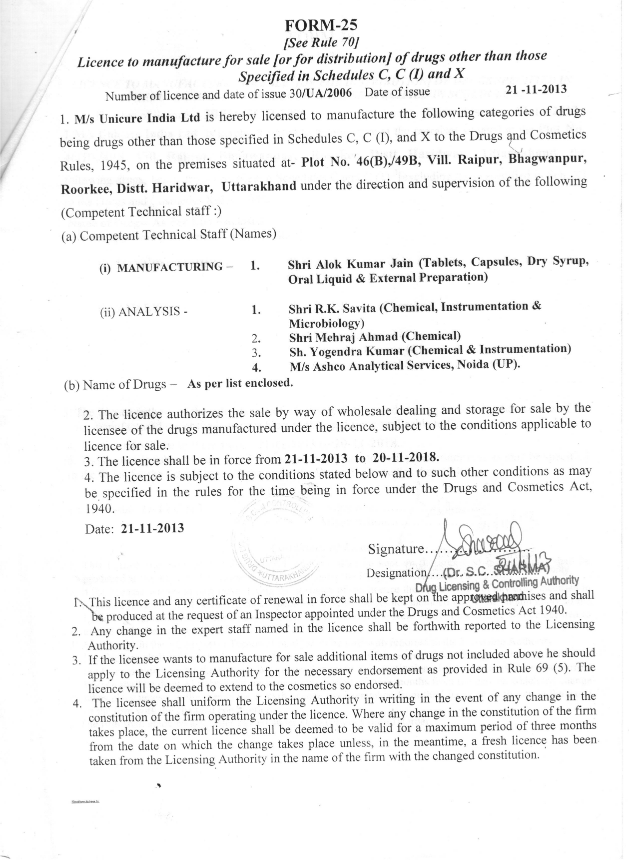 FORM-25
[See Rule 70]
Licence to manufacture for sale [or for distribution] of drugs other than those
Specified in Schedules C, C (I) and X
Number of licence and date of issue 30/UA/2006 Date of issue 21 -11-2013
1. M/s Unicure India Ltd is hereby licensed to manufacture the following categories of drugs
being drugs other than those specified in Schedules C, C (I), and X to the Drugs and Cosmetics
Rules, 1945, on the premises situated at- Plot No. 46(B),/49B, Vill. Raipur, Bhagwanpur,
Roorkee, Distt. Haridwar, Uttarakhand under the direction and supervision of the following
(Competent Technical staff :)
(a) Competent Technical Staff (Names)
(i) MANUFACTURING – 1. Shri Alok Kumar Jain (Tablets, Capsules, Dry Syrup,
Oral Liquid & External Preparation)
(ii) ANALYSIS - 1. Shri R.K. Savita (Chemical, Instrumentation &
Microbiology)
2. Shri Mehraj Ahmad (Chemical)
3. Sh. Yogendra Kumar (Chemical & Instrumentation)
4. M/s Ashco Analytical Services, Noida (UP).
(b) Name of Drugs – As per list enclosed.
2. The licence authorizes the sale by way of wholesale dealing and storage for sale by the
licensee of the drugs manufactured under the licence, subject to the conditions applicable to
licence for sale.
3. The licence shall be in force from 21-11-2013 to 20-11-2018.
4. The licence is subject to the conditions stated below and to such other conditions as may
be specified in the rules for the time being in force under the Drugs and Cosmetics Act,
1940.
Date: 21-11-2013
Signature
Designation....(Dr. S.C. SHARMA)
Drug Licensing & Controlling Authority
1. This licence and any certificate of renewal in force shall be kept on the approved premises and shall
be produced at the request of an Inspector appointed under the Drugs and Cosmetics Act 1940.
2. Any change in the expert staff named in the licence shall be forthwith reported to the Licensing
Authority.
3. If the licensee wants to manufacture for sale additional items of drugs not included above he should
apply to the Licensing Authority for the necessary endorsement as provided in Rule 69 (5). The
licence will be deemed to extend to the cosmetics so endorsed.
4. The licensee shall uniform the Licensing Authority in writing in the event of any change in the
constitution of the firm operating under the licence. Where any change in the constitution of the firm
takes place, the current licence shall be deemed to be valid for a maximum period of three months
from the date on which the change takes place unless, in the meantime, a fresh licence has been
taken from the Licensing Authority in the name of the firm with the changed constitution.